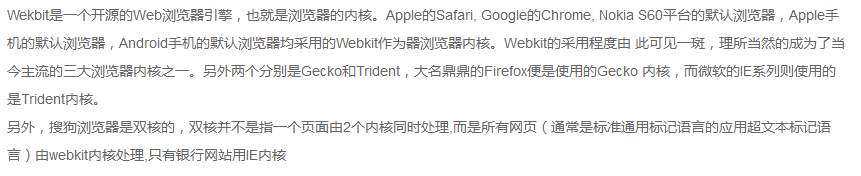 Wekbit是一个开源的Web浏览器引擎，也就是浏览器的内核。Apple的Safari, Google的Chrome, Nokia S60平台的默认浏览器，Apple手
机的默认浏览器，Android手机的默认浏览器均采用的Webkit作为器浏览器内核。Webkit的采用程度由 此可见一斑，理所当然的成为了当
今主流的三大浏览器内核之一。另外两个分别是Gecko和Trident，大名鼎鼎的Firefox便是使用的Gecko 内核，而微软的IE系列则使用的
是Trident内核。
另外，搜狗浏览器是双核的，双核并不是指一个页面由2个内核同时处理,而是所有网页（通常是标准通用标记语言的应用超文本标记语
言）由webkit内核处理,只有银行网站用IE内核